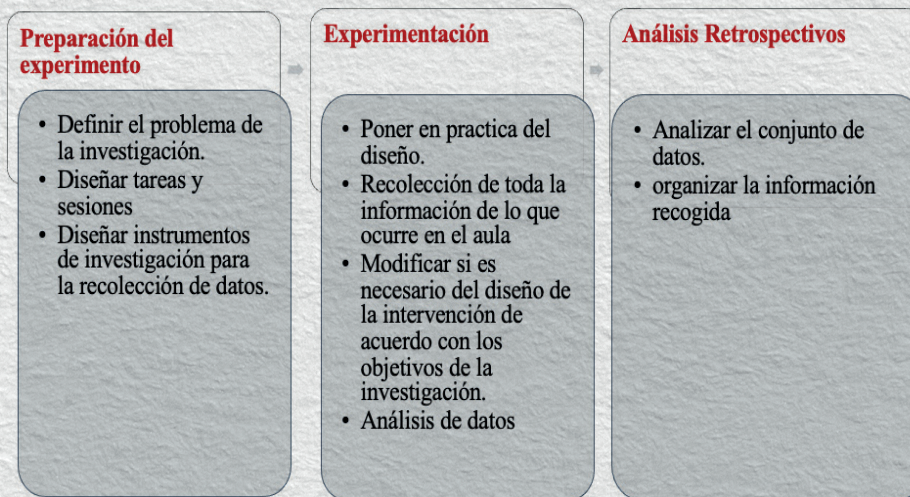 Preparación del
experimento
• Definir el problema de
la investigación.
• Diseñar tareas y
sesiones
• Diseñar instrumentos
de investigación para
la recolección de datos.
Experimentación
• Poner en practica del
diseño.
• Recolección de toda la
información de lo que
ocurre en el aula
• Modificar si es
necesario del diseño de
la intervención de
acuerdo con los
objetivos de la
investigación.
• Análisis de datos
Análisis Retrospectivos
• Analizar el conjunto de
datos.
• organizar la información
recogida